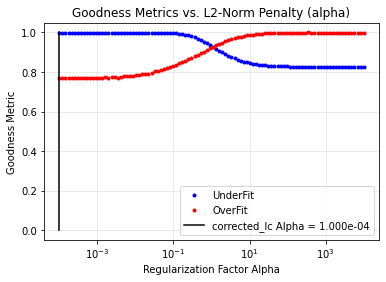 Goodness Metrics vs. L2-Norm Penalty (alpha)
1.0
0.8
0.6
0.4
0.2
0.0
Goodness Metric
UnderFit
OverFit
corrected_lc Alpha = 1.000e-04
10⁻³
10⁻¹
10¹
10³
Regularization Factor Alpha